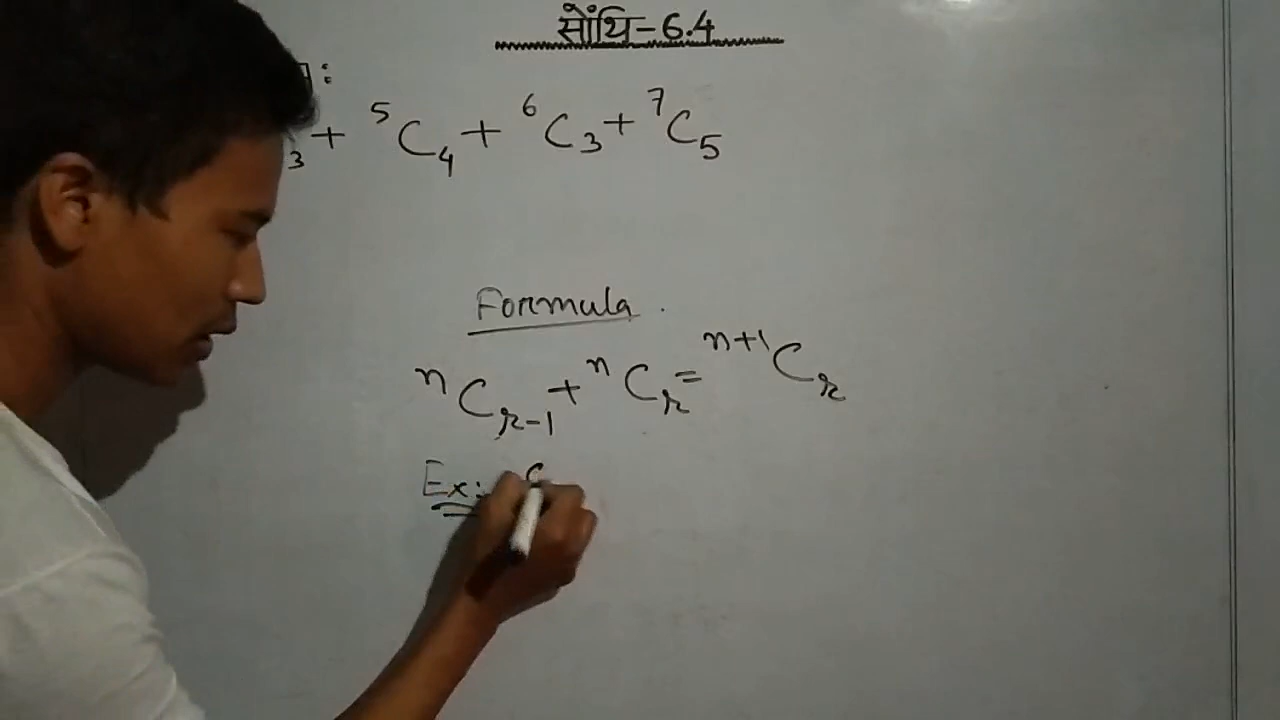 सोंथि-6.4
:
₃ + ⁵C₄ + ⁶C₃ + ⁷C₅
Formula.
ⁿCᵣ₋₁ + ⁿCᵣ = ⁿ⁺¹Cᵣ
Ex: